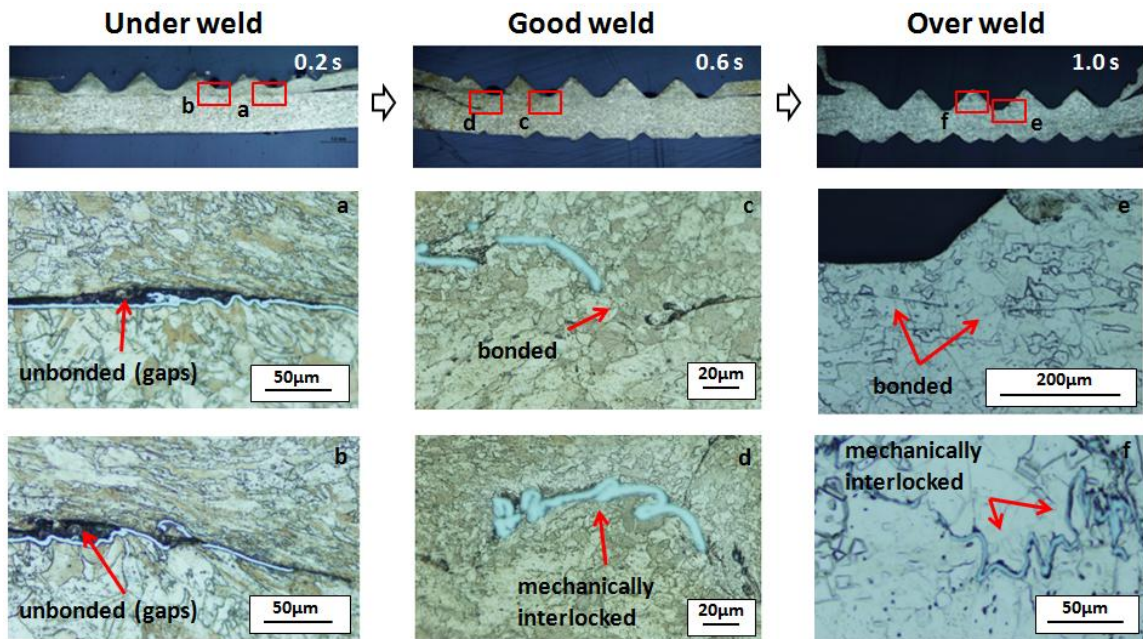 Under weld
Good weld
Over weld
0.2 s
0.6 s
1.0 s
b
a
d
c
f
e
a
unbonded (gaps)
50µm
c
bonded
20µm
e
bonded
200µm
b
unbonded (gaps)
50µm
d
mechanically
interlocked
20µm
f
mechanically
interlocked
50µm